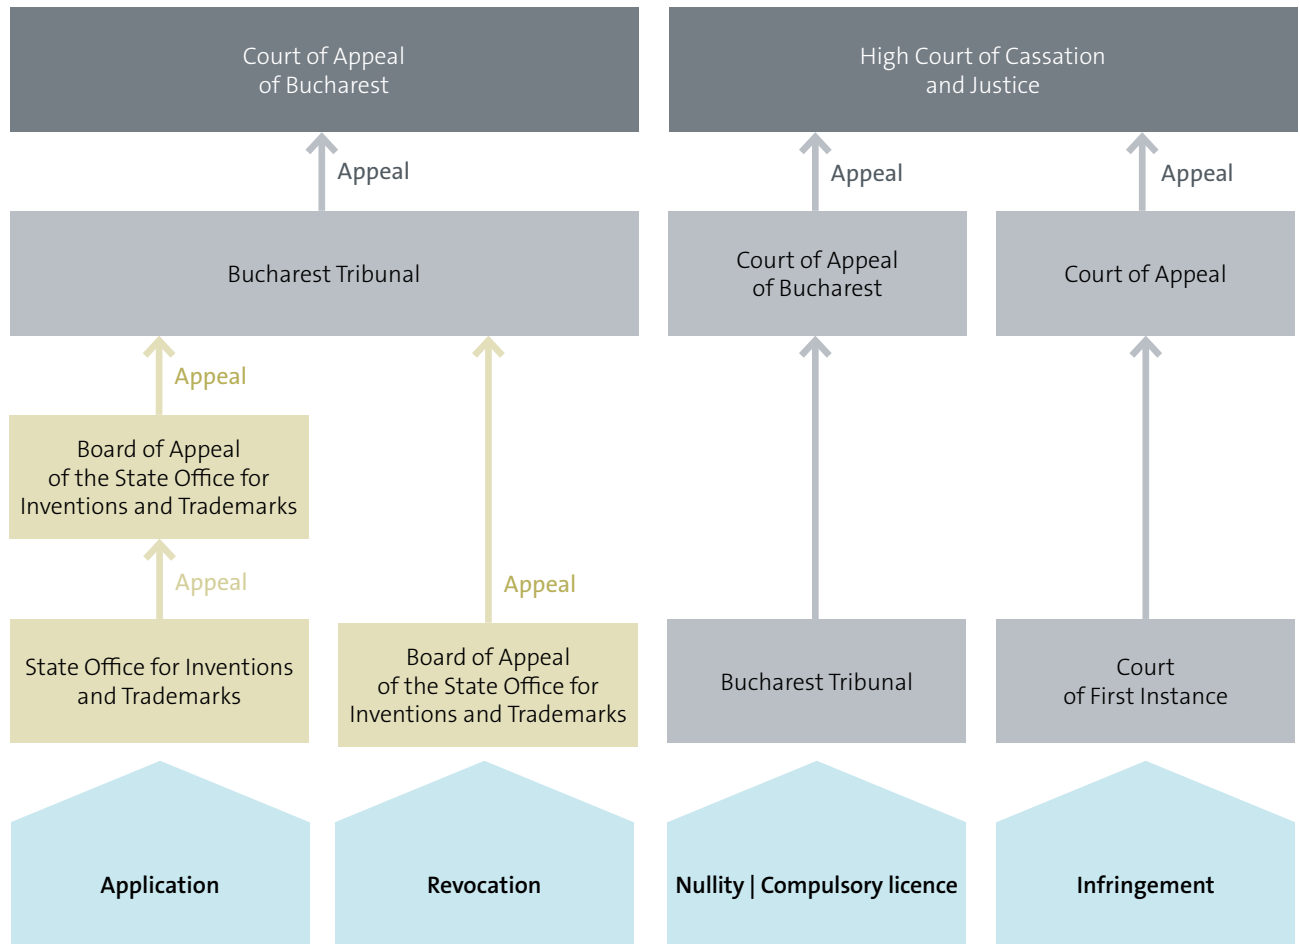 Court of Appeal
of Bucharest
High Court of Cassation
and Justice
Appeal
Appeal
Appeal
Bucharest Tribunal
Court of Appeal
of Bucharest
Court of Appeal
Appeal
Board of Appeal
of the State Office for
Inventions and Trademarks
Appeal
Appeal
State Office for Inventions
and Trademarks
Board of Appeal
of the State Office for
Inventions and Trademarks
Bucharest Tribunal
Court
of First Instance
Application
Revocation
Nullity | Compulsory licence
Infringement